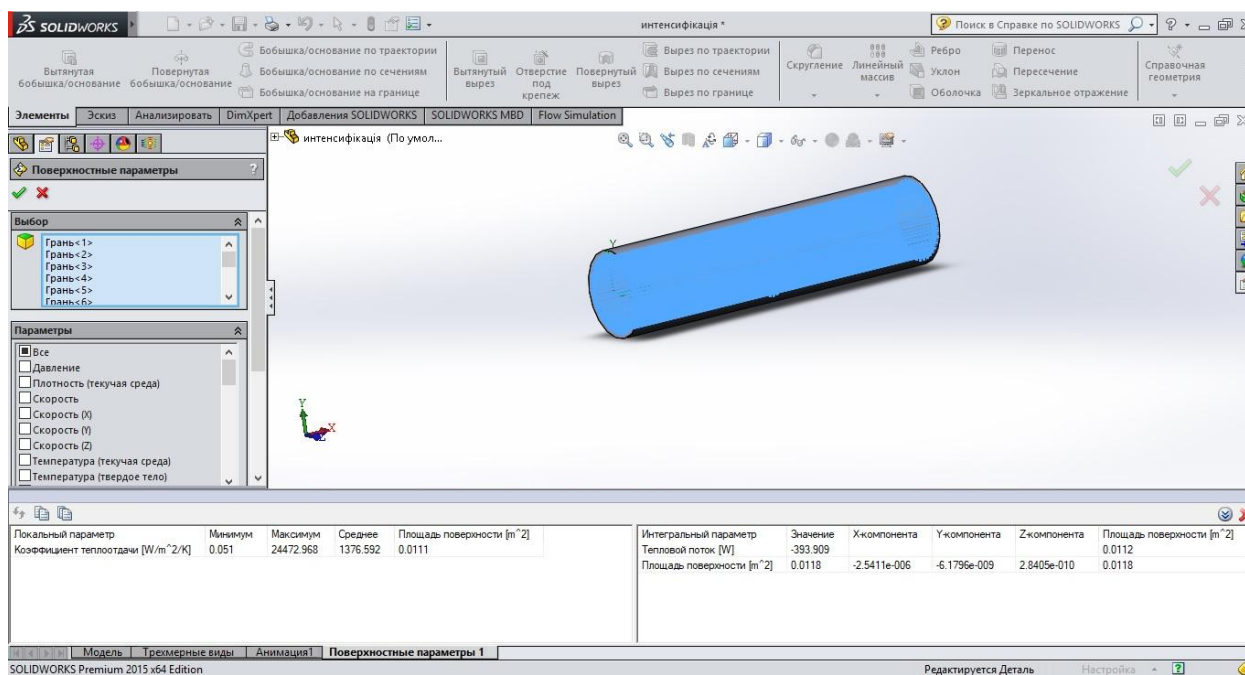 SOLIDWORKS
интенсифікація *
Поиск в Справке по SOLIDWORKS
Вытянутая бобышка/основание
Повернутая бобышка/основание
Бобышка/основание по траектории
Бобышка/основание по сечениям
Бобышка/основание на границе
Вытянутый вырез
Отверстие под крепеж
Повернутый вырез
Вырез по траектории
Вырез по сечениям
Вырез по границе
Скругление
Линейный массив
Ребро
Уклон
Оболочка
Перенос
Пересечение
Зеркальное отражение
Справочная геометрия
Элементы Эскиз Анализировать DimXpert Добавления SOLIDWORKS SOLIDWORKS MBD Flow Simulation
интенсифікація (По умол...
Поверхностные параметры ?
Выбор
Грань<1>
Грань<2>
Грань<3>
Грань<4>
Грань<5>
Грань<6>
Параметры
Все
Давление
Плотность (текучая среда)
Скорость
Скорость (X)
Скорость (Y)
Скорость (Z)
Температура (текучая среда)
Температура (твердое тело)
Y
Y
X
Z
Локальный параметр Минимум Максимум Среднее Площадь поверхности [m^2]
Коэффициент теплоотдачи [W/m^2/K] 0.051 24472.968 1376.592 0.0111
Интегральный параметр Значение X-компонента Y-компонента Z-компонента Площадь поверхности [m^2]
Тепловой поток [W] -393.909 0.0112
Площадь поверхности [m^2] 0.0118 -2.5411e-006 -6.1796e-009 2.8405e-010 0.0118
Модель Трехмерные виды Анимация1 Поверхностные параметры 1
SOLIDWORKS Premium 2015 x64 Edition
Редактируется Деталь Настройка